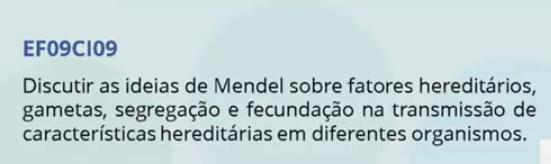 EF09CI09
Discutir as ideias de Mendel sobre fatores hereditários,
gametas, segregação e fecundação na transmissão de
características hereditárias em diferentes organismos.